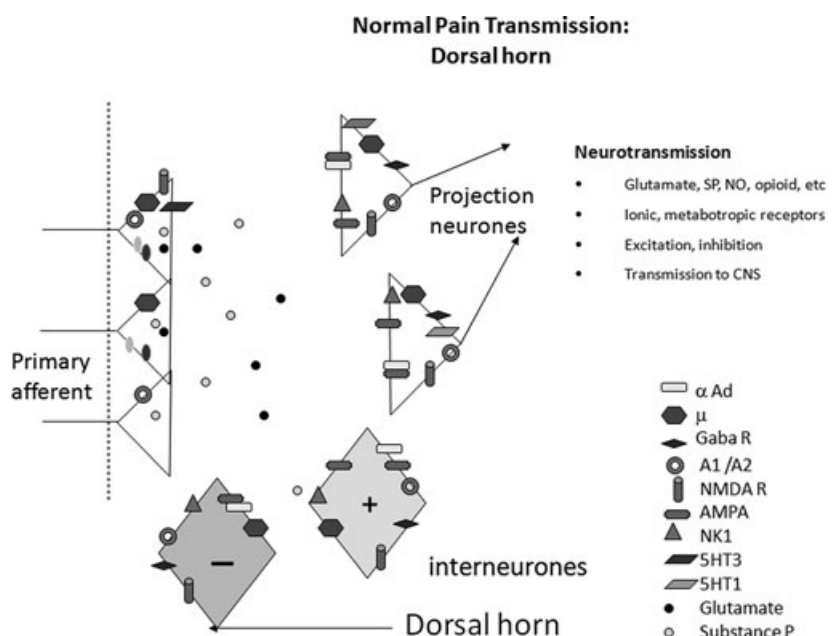 Normal Pain Transmission:
Dorsal horn
Neurotransmission
• Glutamate, SP, NO, opioid, etc
• Ionic, metabotropic receptors
• Excitation, inhibition
• Transmission to CNS
Projection
neurones
Primary
afferent
α Ad
μ
Gaba R
A1 /A2
NMDA R
AMPA
NK1
5HT3
5HT1
Glutamate
Substance P
+
−
interneurones
Dorsal horn